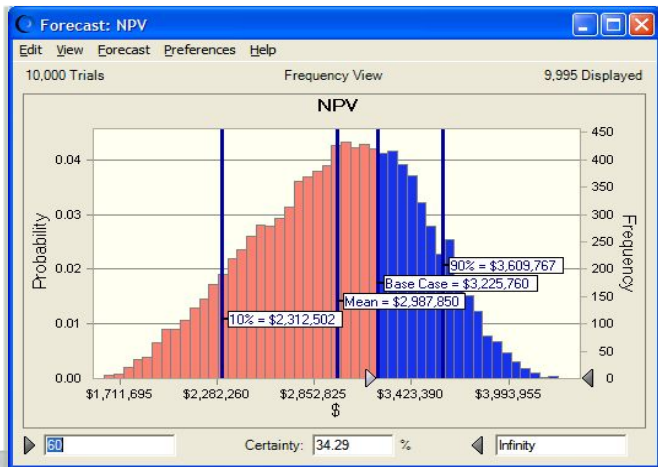 Forecast: NPV
Edit View Forecast Preferences Help
10,000 Trials Frequency View 9,995 Displayed
NPV
Probability
0.04
0.03
0.02
0.01
0.00
Frequency
450
400
350
300
250
200
150
100
50
0
90% = $3,609,767
Base Case = $3,225,760
Mean = $2,987,850
10% = $2,312,502
$1,711,695 $2,282,260 $2,852,825 $3,423,390 $3,993,955
$
60 Certainty: 34.29 % Infinity